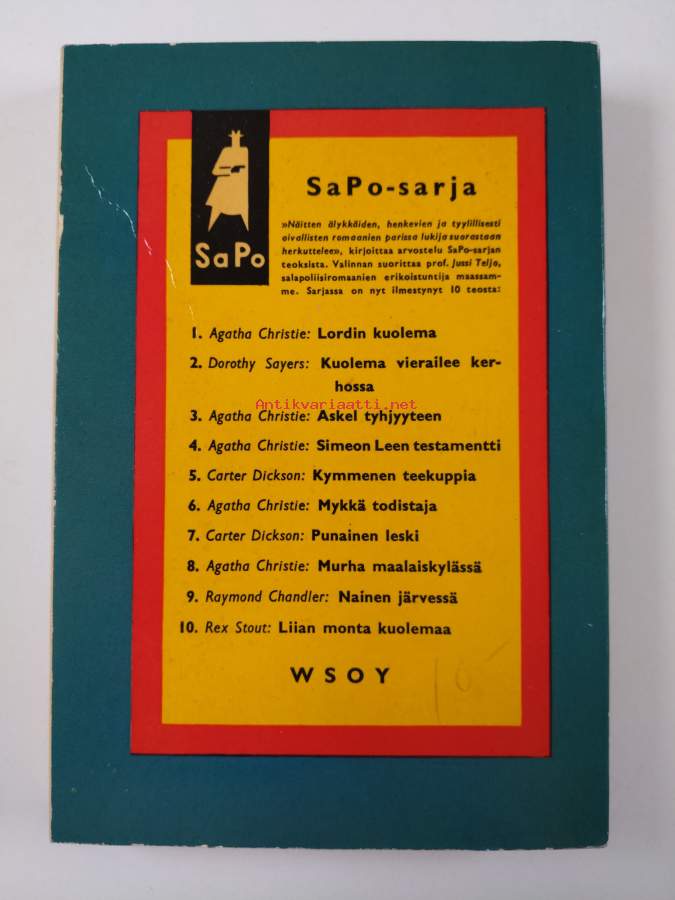 SaPo
SaPo-sarja
»Näitten älykkäiden, henkevien ja tyylillisesti
oivallisten romaanien parissa lukija suorastaan
herkuttelee», kirjoittaa arvostelu SaPo-sarjan
teoksista. Valinnan suorittaa prof. Jussi Teljo,
salapoliisiromaanien erikoistuntija maassam-
me. Sarjassa on nyt ilmestynyt 10 teosta:
1. Agatha Christie: Lordin kuolema
2. Dorothy Sayers: Kuolema vierailee ker-
hossa
Antikvariaatti.net
3. Agatha Christie: Askel tyhjyyteen
4. Agatha Christie: Simeon Leen testamentti
5. Carter Dickson: Kymmenen teekuppia
6. Agatha Christie: Mykkä todistaja
7. Carter Dickson: Punainen leski
8. Agatha Christie: Murha maalaiskylässä
9. Raymond Chandler: Nainen järvessä
10. Rex Stout: Liian monta kuolemaa
WSOY